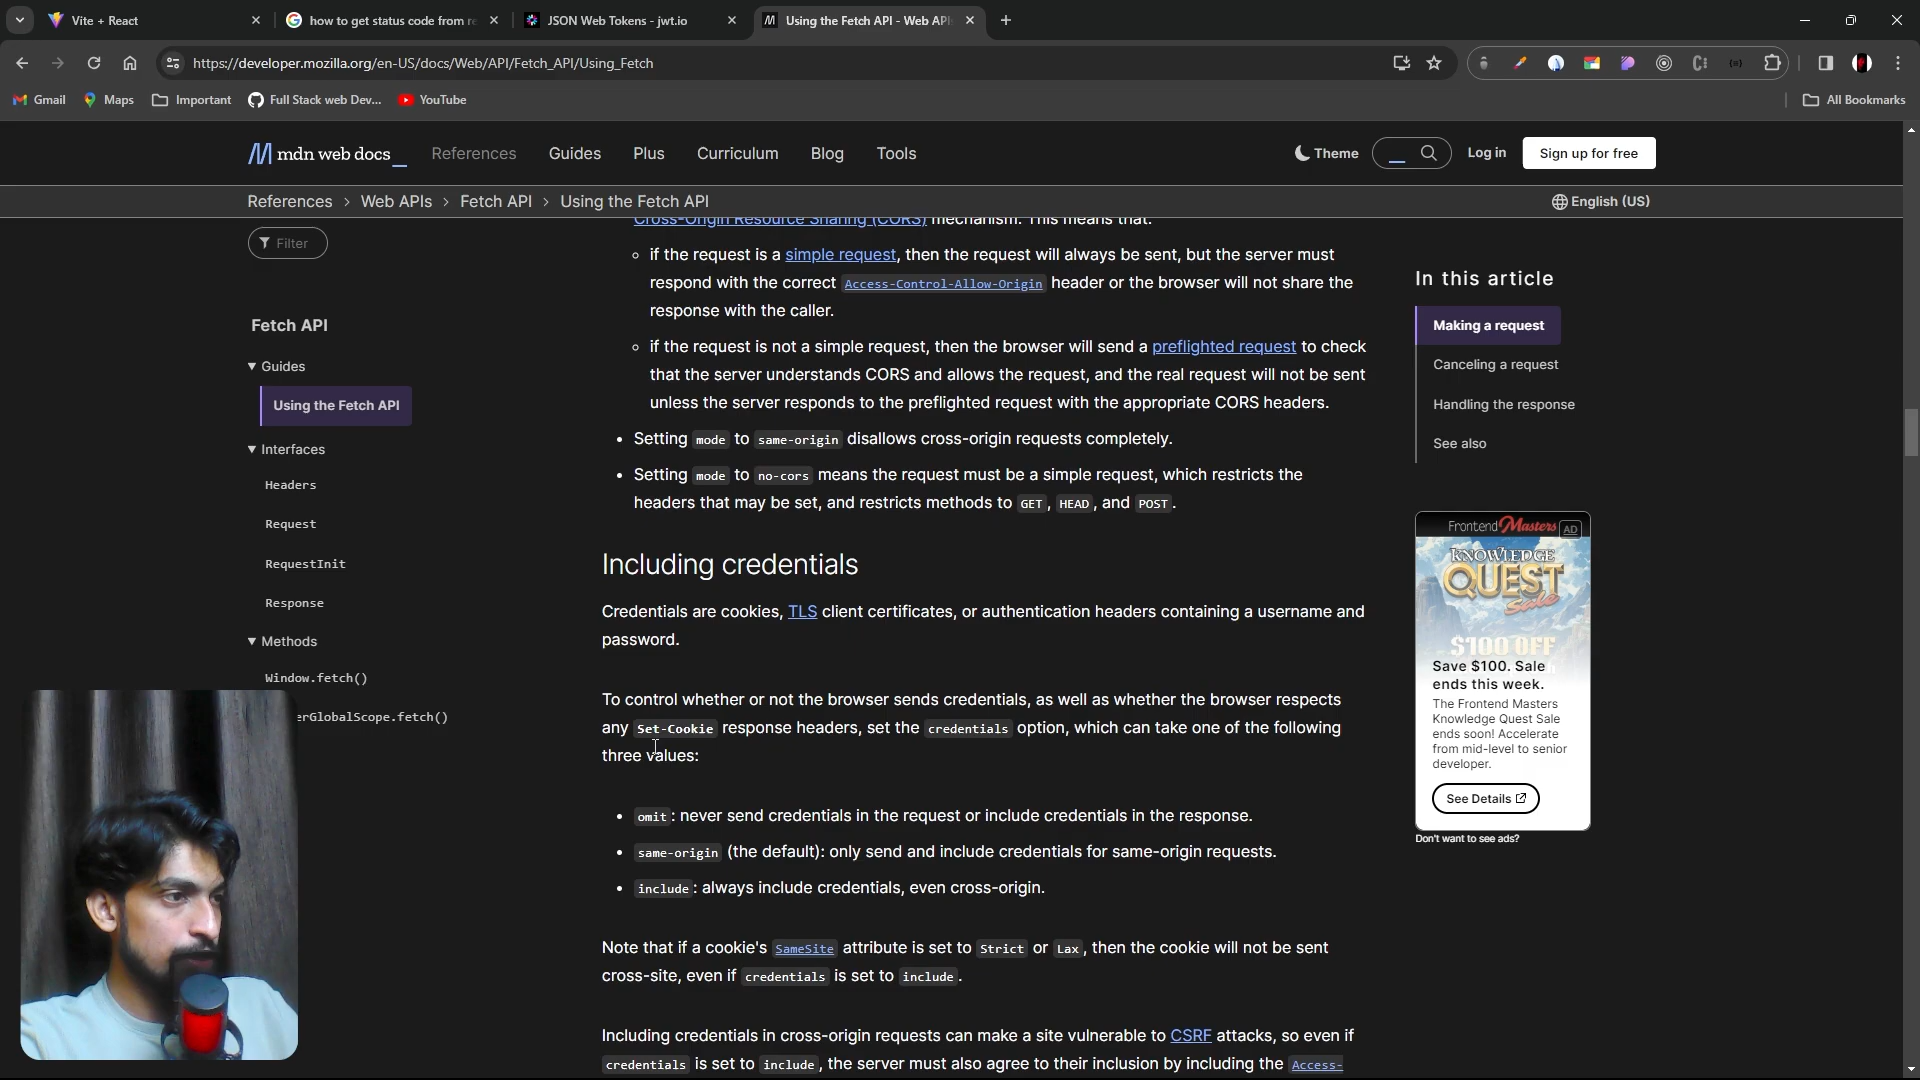 Vite + React
how to get status code from re
JSON Web Tokens - jwt.io
Using the Fetch API - Web API
https://developer.mozilla.org/en-US/docs/Web/API/Fetch_API/Using_Fetch
Gmail
Maps
Important
Full Stack web Dev...
YouTube
All Bookmarks
mdn web docs_
References
Guides
Plus
Curriculum
Blog
Tools
Theme
Log in
Sign up for free
References > Web APIs > Fetch API > Using the Fetch API
English (US)
Filter
Fetch API
Guides
Using the Fetch API
Interfaces
Headers
Request
RequestInit
Response
Methods
Window.fetch()
erGlobalScope.fetch()
Cross-Origin Resource Sharing (CORS) mechanism. This means that:
if the request is a simple request, then the request will always be sent, but the server must
respond with the correct Access-Control-Allow-Origin header or the browser will not share the
response with the caller.
if the request is not a simple request, then the browser will send a preflighted request to check
that the server understands CORS and allows the request, and the real request will not be sent
unless the server responds to the preflighted request with the appropriate CORS headers.
Setting mode to same-origin disallows cross-origin requests completely.
Setting mode to no-cors means the request must be a simple request, which restricts the
headers that may be set, and restricts methods to GET, HEAD, and POST.
Including credentials
Credentials are cookies, TLS client certificates, or authentication headers containing a username and
password.
To control whether or not the browser sends credentials, as well as whether the browser respects
any Set-Cookie response headers, set the credentials option, which can take one of the following
three values:
omit: never send credentials in the request or include credentials in the response.
same-origin (the default): only send and include credentials for same-origin requests.
include: always include credentials, even cross-origin.
Note that if a cookie's SameSite attribute is set to Strict or Lax, then the cookie will not be sent
cross-site, even if credentials is set to include.
Including credentials in cross-origin requests can make a site vulnerable to CSRF attacks, so even if
credentials is set to include, the server must also agree to their inclusion by including the Access-
In this article
Making a request
Canceling a request
Handling the response
See also
FrontendMasters AD
KNOWLEDGE
QUEST
Sale
$100 OFF
Save $100. Sale
ends this week.
The Frontend Masters
Knowledge Quest Sale
ends soon! Accelerate
from mid-level to senior
developer.
See Details
Don't want to see ads?